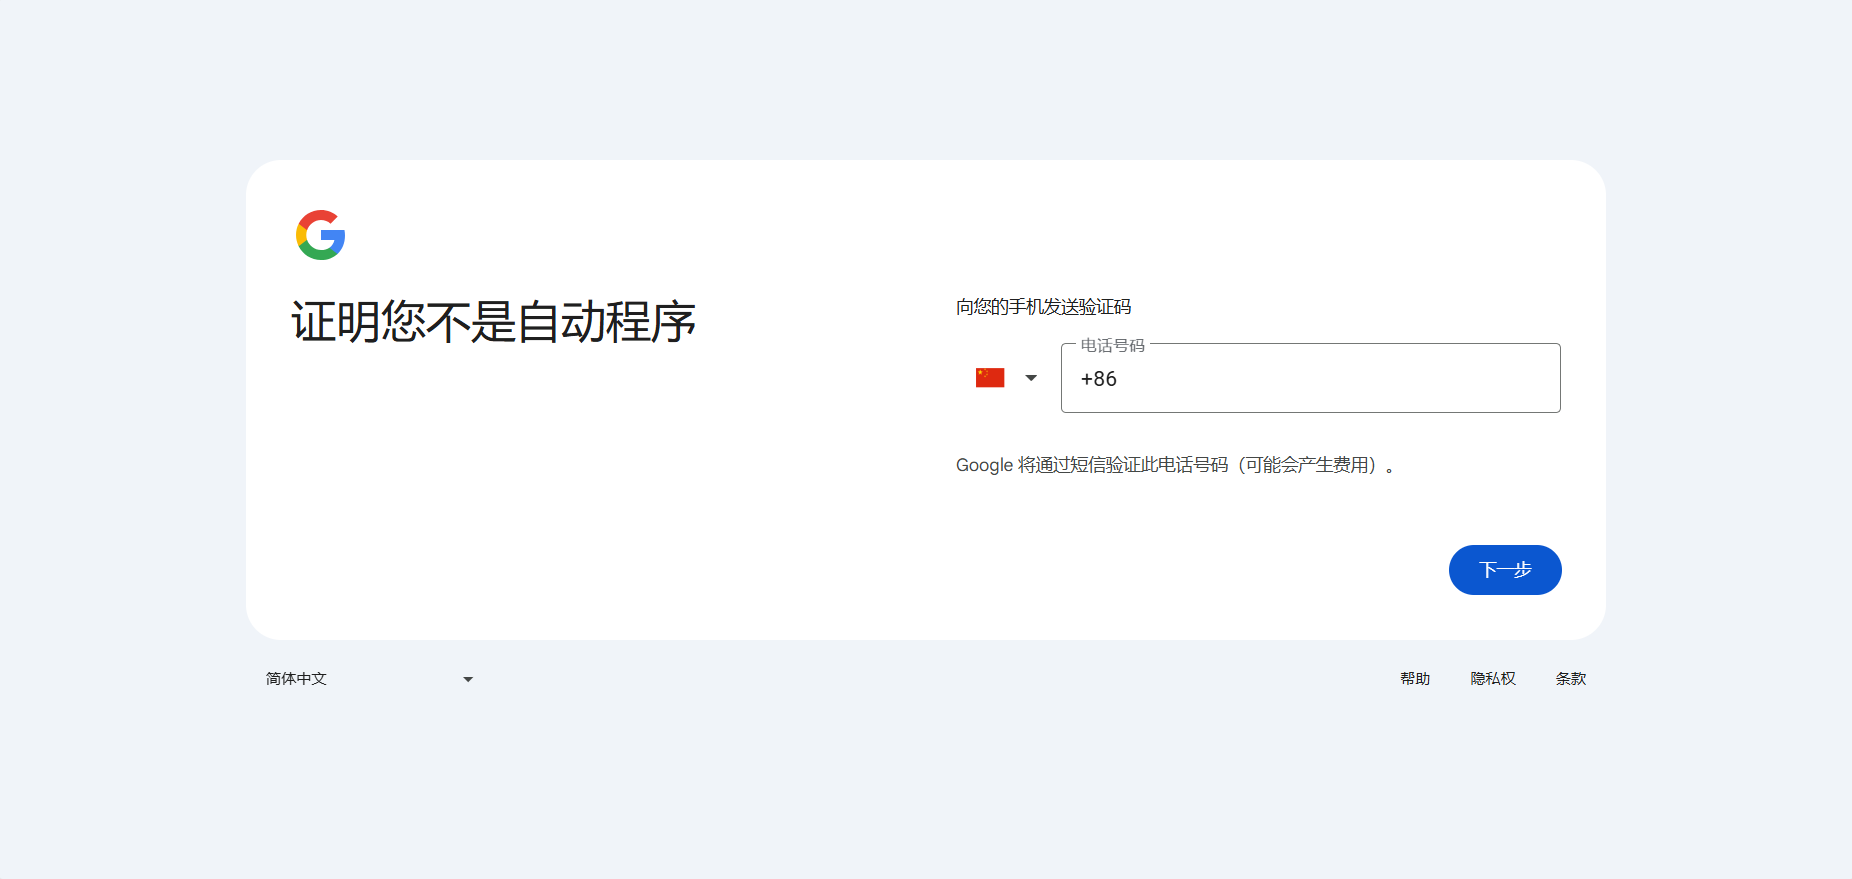 证明您不是自动程序
向您的手机发送验证码
电话号码
+86
Google 将通过短信验证此电话号码（可能会产生费用）。
下一步
简体中文
帮助 隐私权 条款